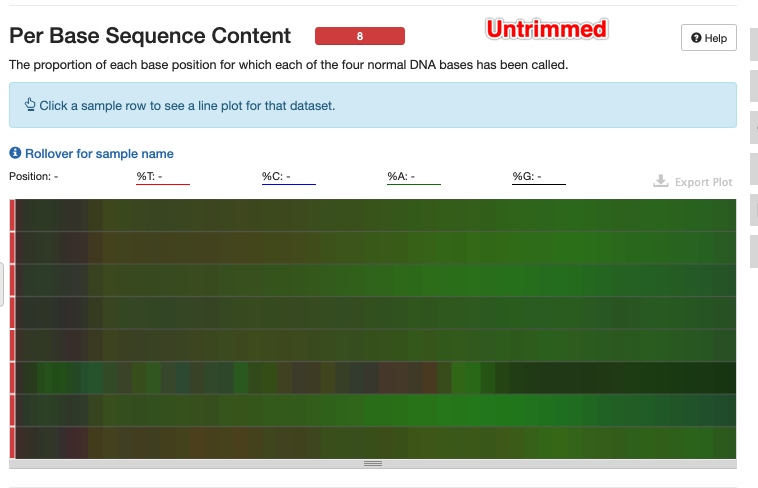 Per Base Sequence Content 8 Untrimmed Help
The proportion of each base position for which each of the four normal DNA bases has been called.
Click a sample row to see a line plot for that dataset.
Rollover for sample name
Position: - %T: - %C: - %A: - %G: - Export Plot